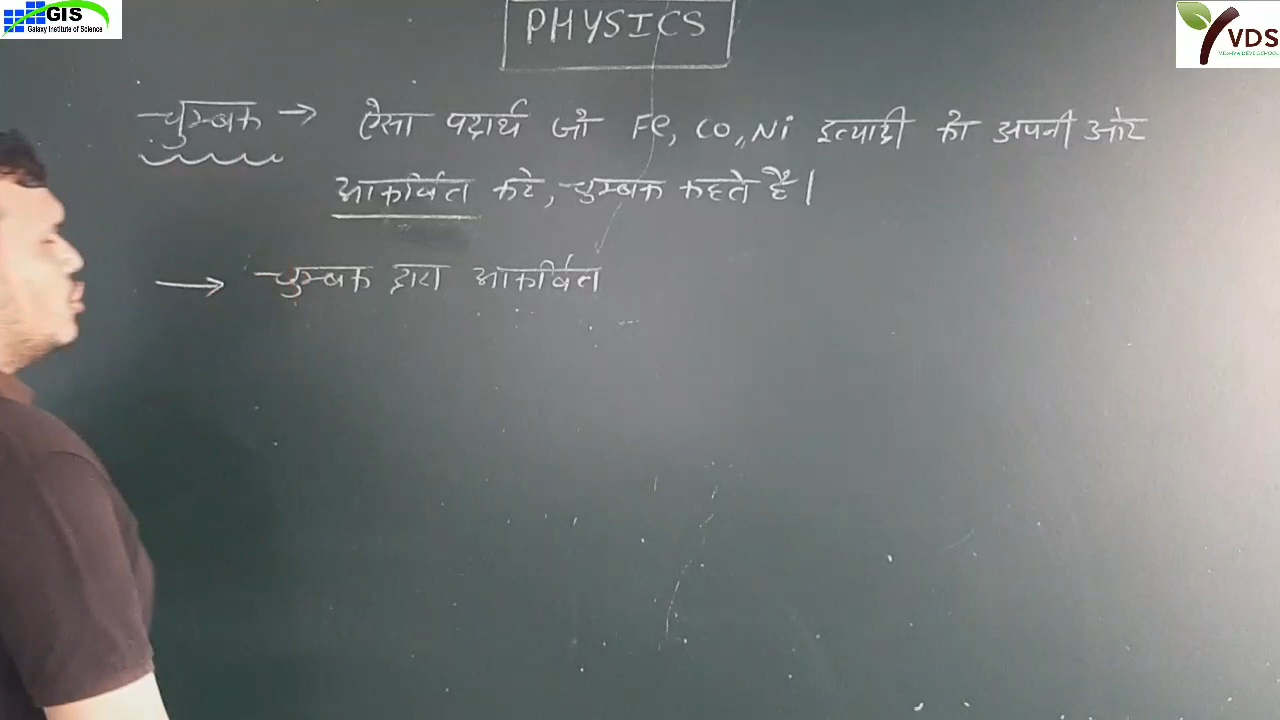 GIS
Galaxy Institute of Science
PHYSICS
VDS
चुम्बक → ऐसा पदार्थ जो Fe, Co, Ni इत्यादी को अपनी ओर
आकर्षित करे, चुम्बक कहते है।
→ चुम्बक द्वारा आकर्षित